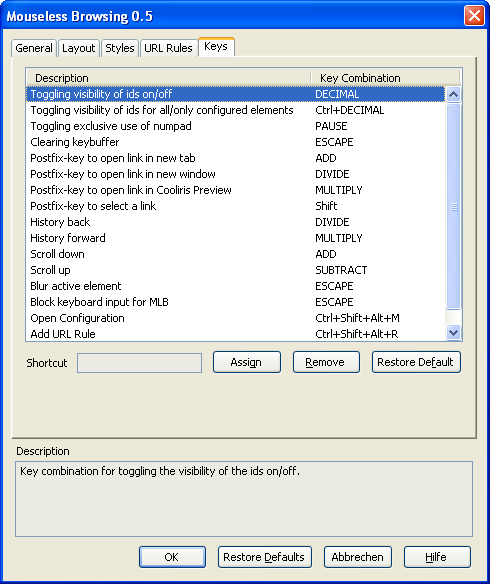 Mouseless Browsing 0.5
General Layout Styles URL Rules Keys
Description Key Combination
Toggling visibility of ids on/off DECIMAL
Toggling visibility of ids for all/only configured elements Ctrl+DECIMAL
Toggling exclusive use of numpad PAUSE
Clearing keybuffer ESCAPE
Postfix-key to open link in new tab ADD
Postfix-key to open link in new window DIVIDE
Postfix-key to open link in Cooliris Preview MULTIPLY
Postfix-key to select a link Shift
History back DIVIDE
History forward MULTIPLY
Scroll down ADD
Scroll up SUBTRACT
Blur active element ESCAPE
Block keyboard input for MLB ESCAPE
Open Configuration Ctrl+Shift+Alt+M
Add URL Rule Ctrl+Shift+Alt+R
Shortcut Assign Remove Restore Default
Description
Key combination for toggling the visibility of the ids on/off.
OK Restore Defaults Abbrechen Hilfe